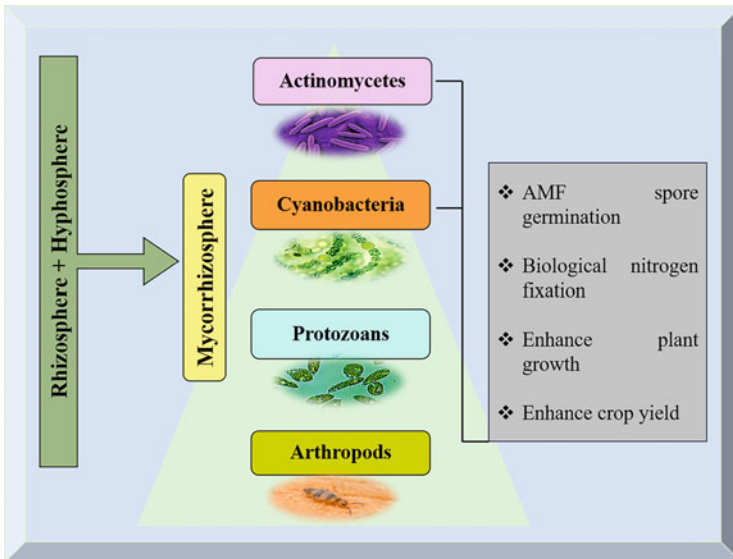 Rhizosphere + Hyphosphere
Mycorrhizosphere
Actinomycetes
Cyanobacteria
Protozoans
Arthropods
❖ AMF spore
germination
❖ Biological nitrogen
fixation
❖ Enhance plant
growth
❖ Enhance crop yield